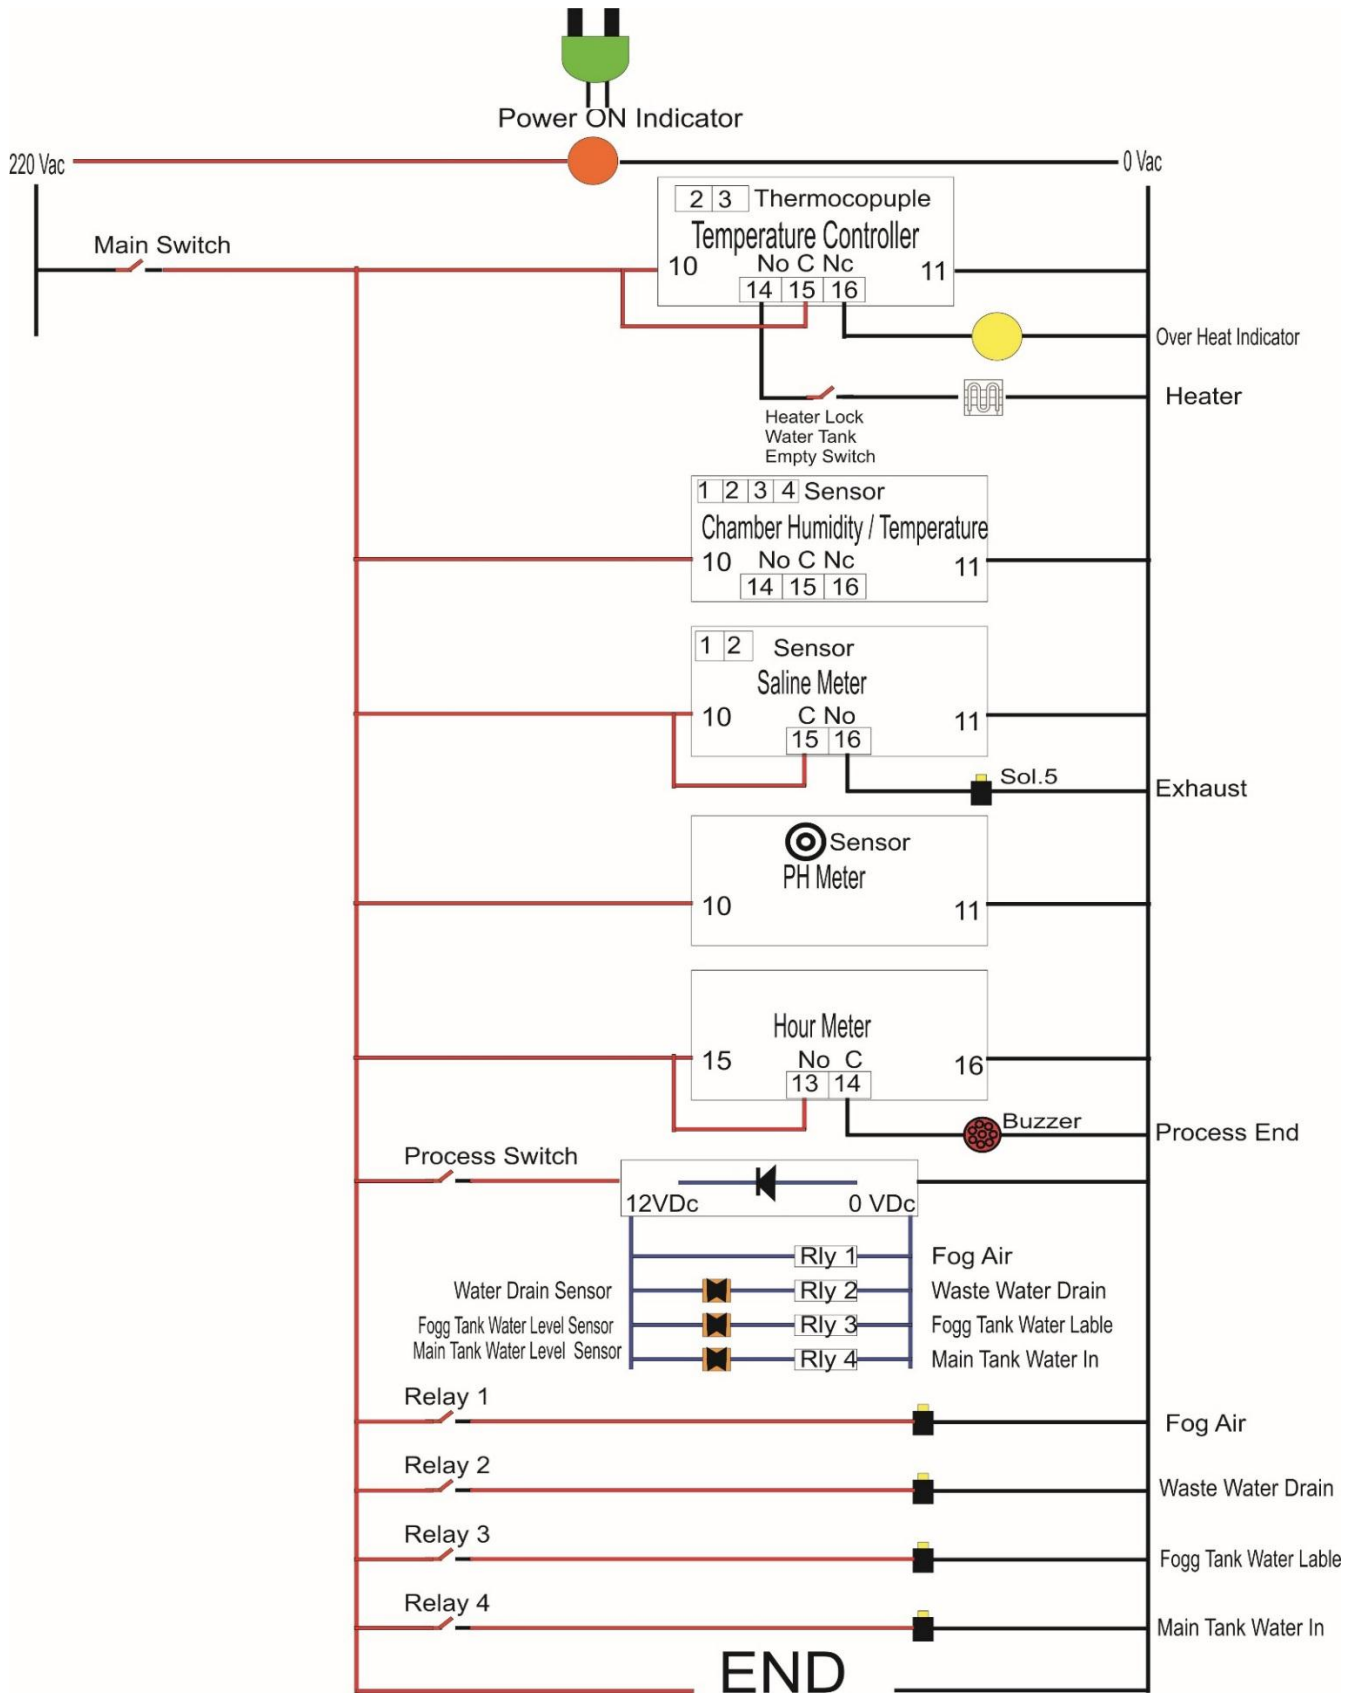 Power ON Indicator
220 Vac
0 Vac
2 3 Thermocopuple
Temperature Controller
Main Switch
10 No C Nc 11
14 15 16
Over Heat Indicator
Heater
Heater Lock
Water Tank
Empty Switch
1 2 3 4 Sensor
Chamber Humidity / Temperature
10 No C Nc 11
14 15 16
1 2 Sensor
Saline Meter
10 C No 11
15 16
Sol.5
Exhaust
Sensor
PH Meter
10 11
Hour Meter
15 No C 16
13 14
Buzzer
Process End
Process Switch
12VDc 0 VDc
Rly 1 Fog Air
Water Drain Sensor Rly 2 Waste Water Drain
Fogg Tank Water Level Sensor Rly 3 Fogg Tank Water Lable
Main Tank Water Level Sensor Rly 4 Main Tank Water In
Relay 1
Fog Air
Relay 2
Waste Water Drain
Relay 3
Fogg Tank Water Lable
Relay 4
Main Tank Water In
END